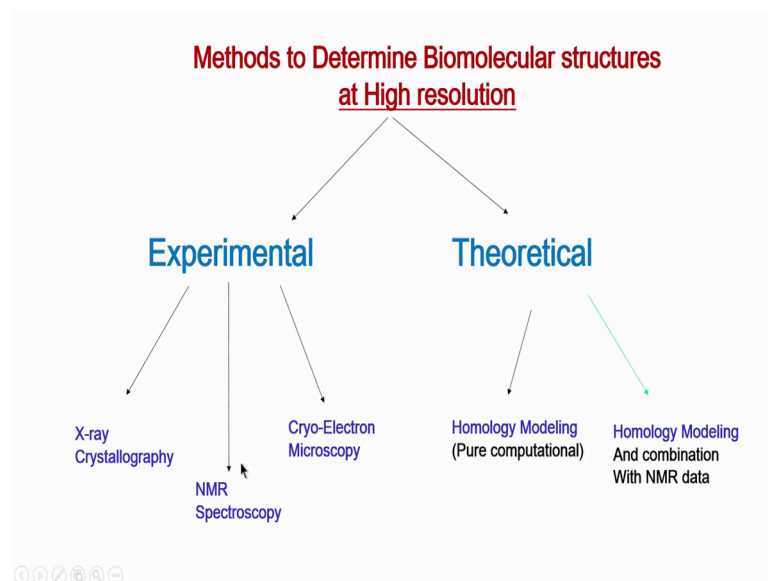 Methods to Determine Biomolecular structures
at High resolution
Experimental
Theoretical
X-ray
Crystallography
NMR
Spectroscopy
Cryo-Electron
Microscopy
Homology Modeling
(Pure computational)
Homology Modeling
And combination
With NMR data